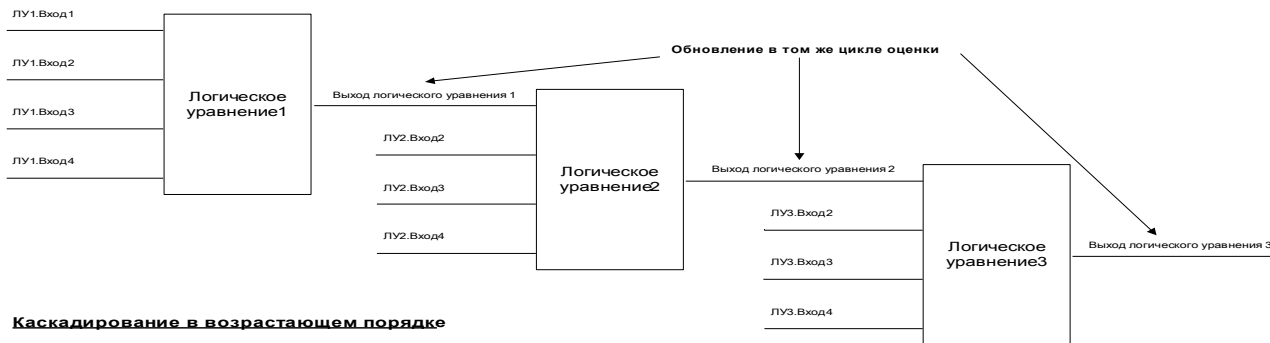 ЛУ1.Вход1
ЛУ1.Вход2
ЛУ1.Вход3
ЛУ1.Вход4
Логическое
уравнение1
Обновление в том же цикле оценки
Выход логического уравнения 1
ЛУ2.Вход2
ЛУ2.Вход3
ЛУ2.Вход4
Логическое
уравнение2
Выход логического уравнения 2
ЛУ3.Вход2
ЛУ3.Вход3
ЛУ3.Вход4
Логическое
уравнение3
Выход логического уравнения 3
Каскадирование в возрастающем порядке